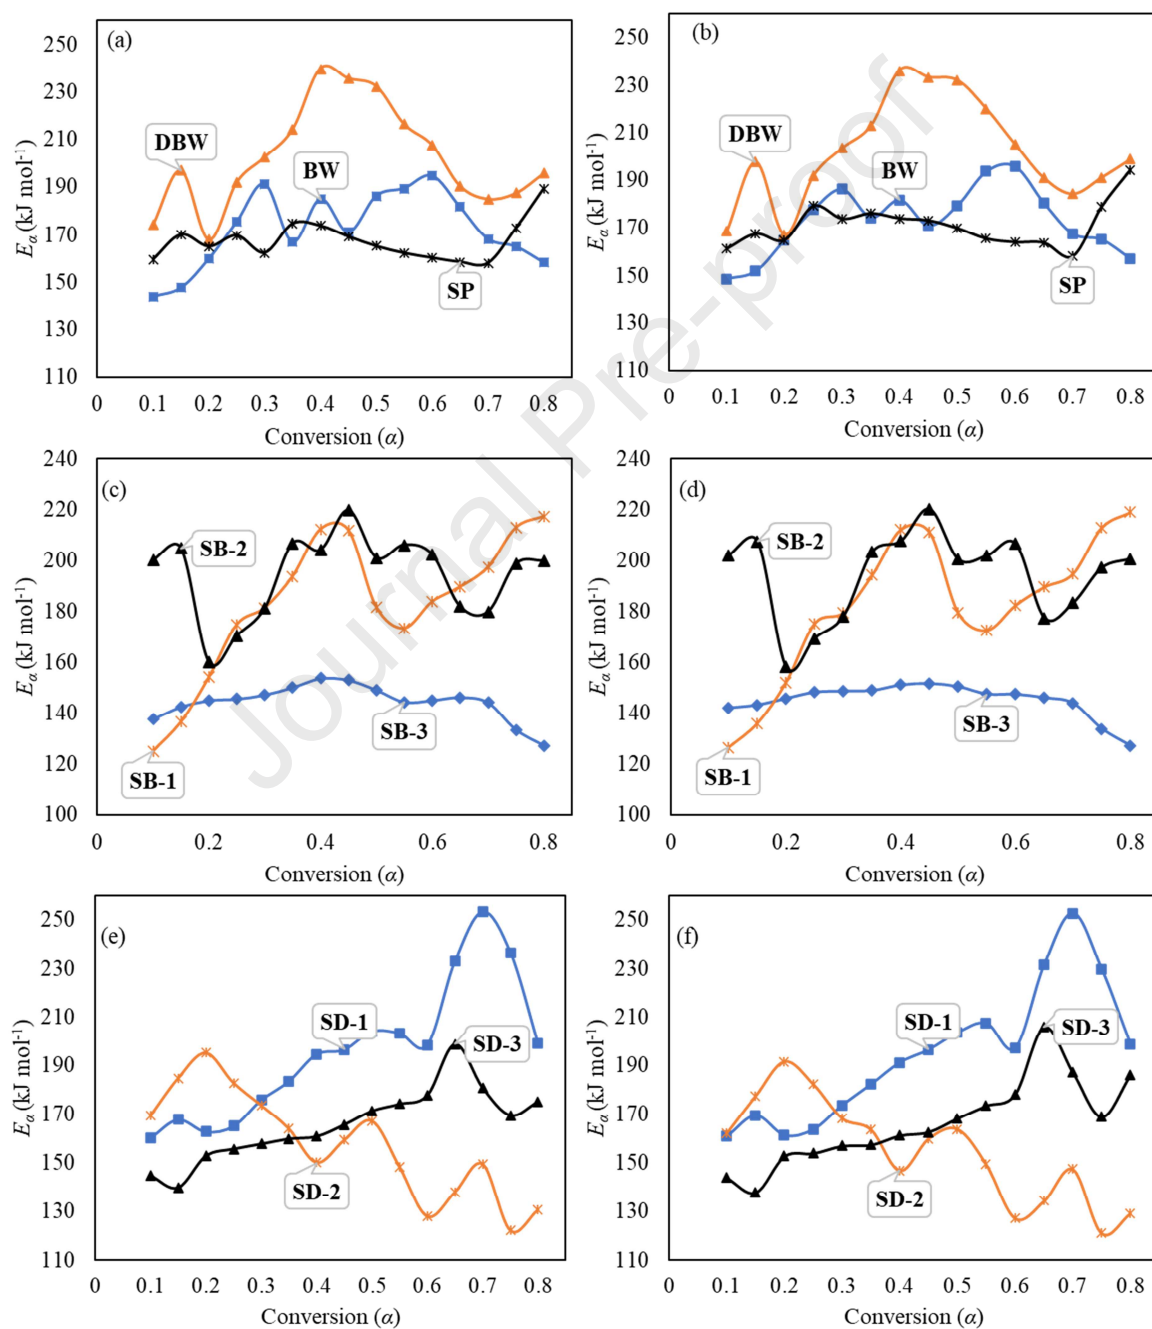 (a)
250
230
210
190
170
150
130
110
Eα (kJ mol-1)
DBW
BW
SP
0 0.1 0.2 0.3 0.4 0.5 0.6 0.7 0.8
Conversion (α)
(b)
250
230
210
190
170
150
130
110
Eα (kJ mol-1)
DBW
BW
SP
0 0.1 0.2 0.3 0.4 0.5 0.6 0.7 0.8
Conversion (α)
(c)
240
220
200
180
160
140
120
100
Eα (kJ mol-1)
SB-2
SB-3
SB-1
0 0.2 0.4 0.6 0.8
Conversion (α)
(d)
240
220
200
180
160
140
120
100
Eα (kJ mol-1)
SB-2
SB-3
SB-1
0 0.2 0.4 0.6 0.8
Conversion (α)
(e)
250
230
210
190
170
150
130
110
Eα (kJ mol-1)
SD-1
SD-3
SD-2
0 0.1 0.2 0.3 0.4 0.5 0.6 0.7 0.8
Conversion (α)
(f)
250
230
210
190
170
150
130
110
Eα (kJ mol-1)
SD-1
SD-3
SD-2
0 0.1 0.2 0.3 0.4 0.5 0.6 0.7 0.8
Conversion (α)
Journal Pre-proof